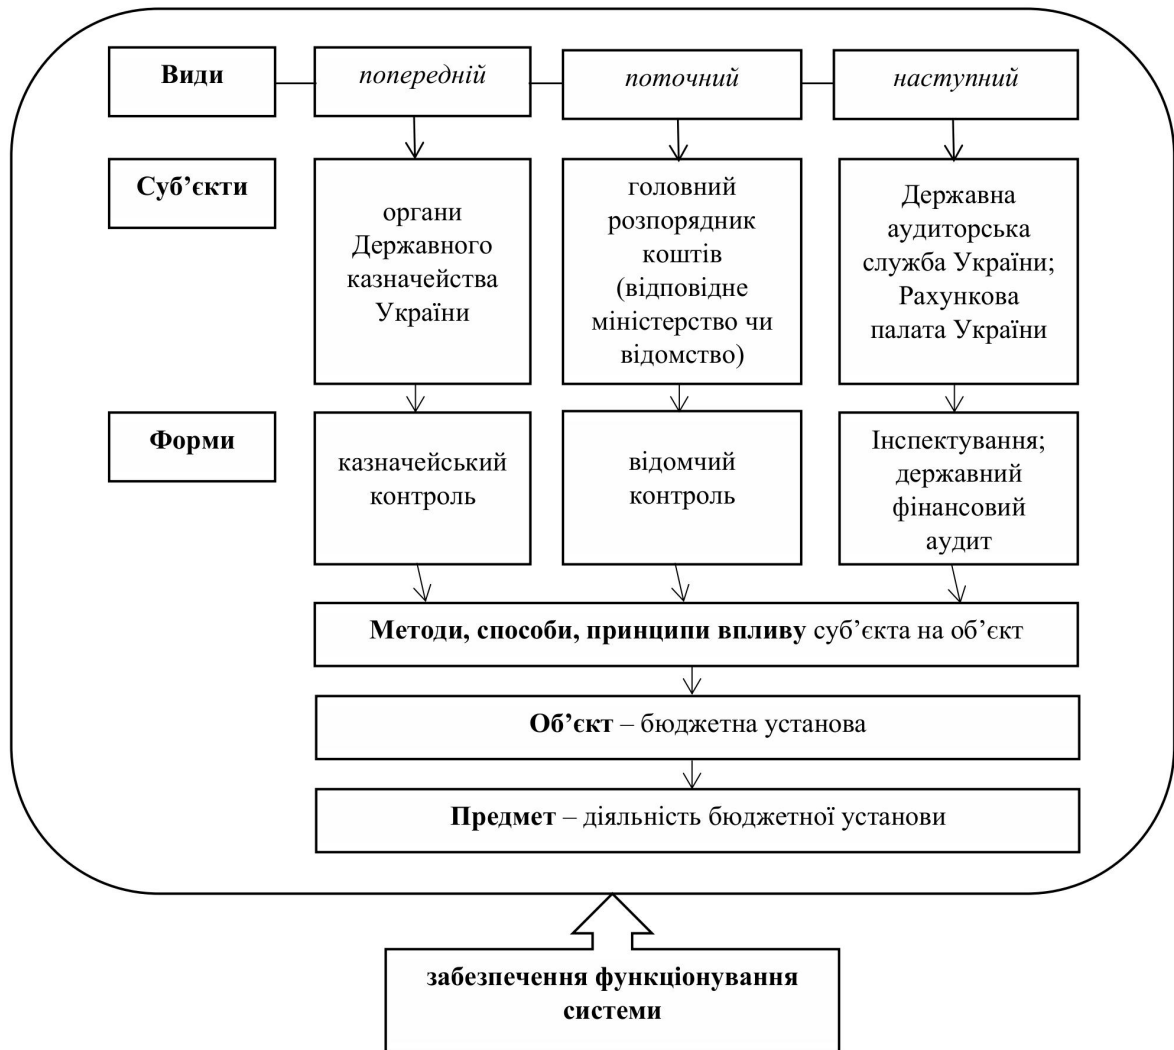 Види
попередній
поточний
наступний
Суб’єкти
органи
Державного
казначейства
України
головний
розпорядник
коштів
(відповідне
міністерство чи
відомство)
Державна
аудиторська
служба України;
Рахункова
палата України
Форми
казначейський
контроль
відомчий
контроль
Інспектування;
державний
фінансовий
аудит
Методи, способи, принципи впливу суб’єкта на об’єкт
Об’єкт – бюджетна установа
Предмет – діяльність бюджетної установи
забезпечення функціонування
системи